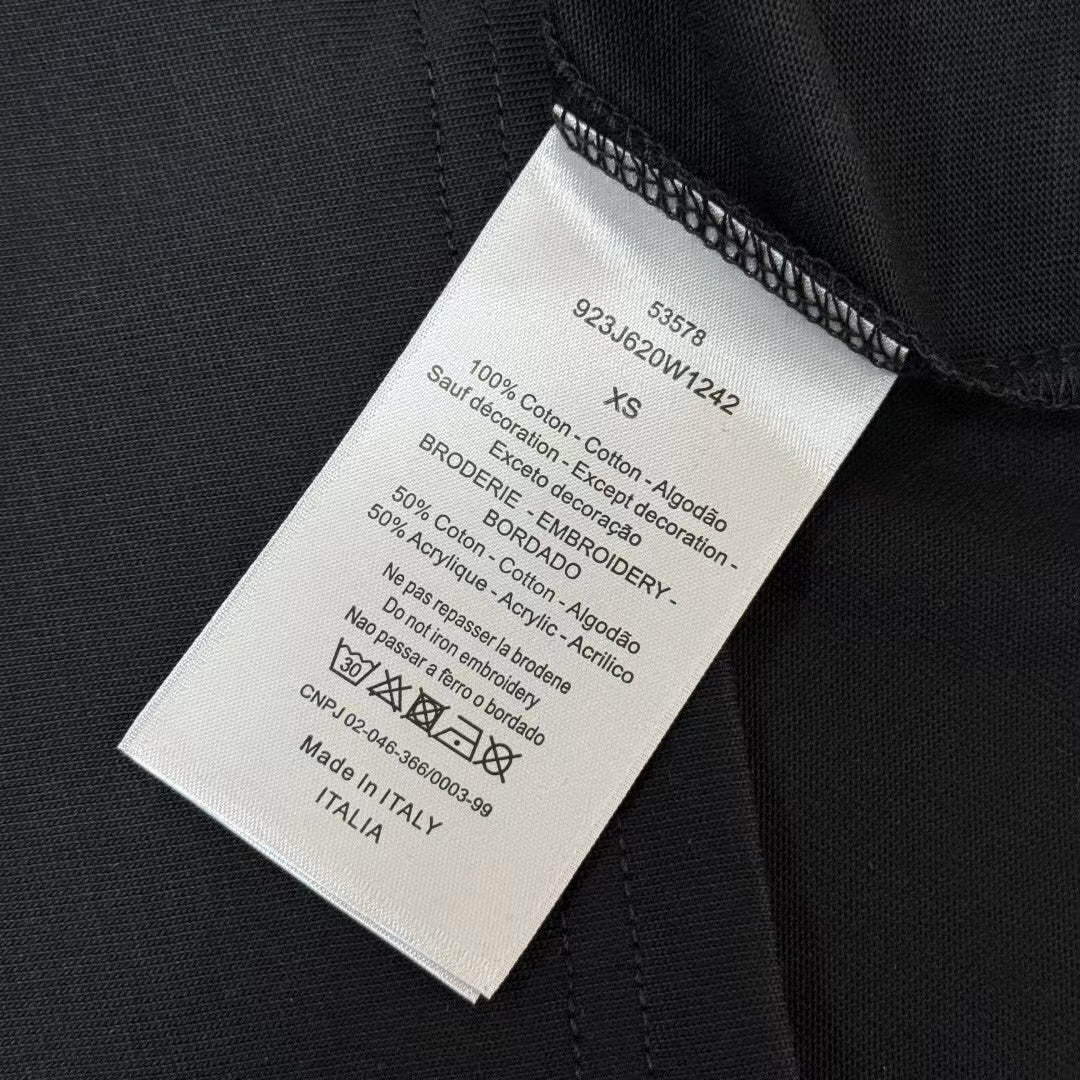 53578
923J620W1242
XS
100% Coton - Cotton - Algodão
Sauf décoration - Except decoration -
Exceto decoração
BRODERIE - EMBROIDERY -
BORDADO
50% Coton - Cotton - Algodão
50% Acrylique - Acrylic - Acrilico
Ne pas repasser la brodene
Do not iron embroidery
Nao passar a fèrro o bordado
30
CNPJ 02-046-366/0003-99
Made In ITALY
ITALIA